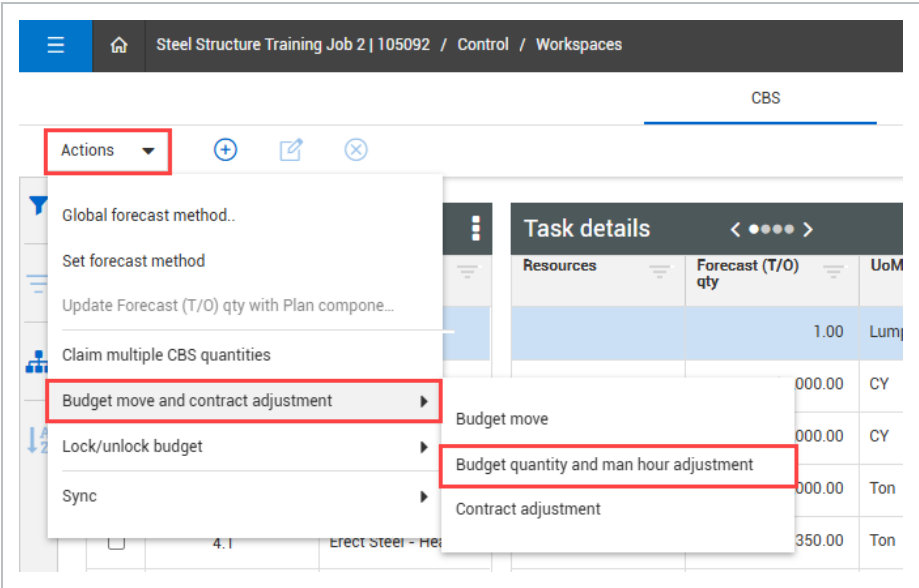 Steel Structure Training Job 2 | 105092 / Control / Workspaces
CBS
Actions
Global forecast method..
Set forecast method
Update Forecast (T/O) qty with Plan compone...
Claim multiple CBS quantities
Budget move and contract adjustment
Lock/unlock budget
Sync
Budget move
Budget quantity and man hour adjustment
Contract adjustment
Task details
Resources
Forecast (T/O)
qty
UoM
1.00
000.00 CY
000.00 CY
000.00 Ton
4.1 Erect Steel - 350.00 Ton